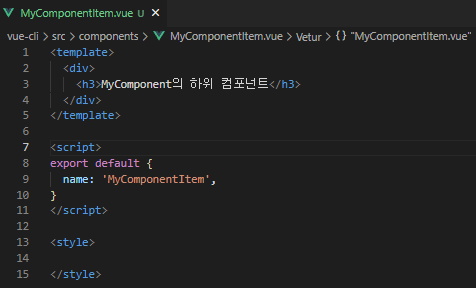 MyComponentItem.vue U ×
vue-cli > src > components > MyComponentItem.vue > Vetur > {} "MyComponentItem.vue"
1 <template>
2 <div>
3 <h3>MyComponent의 하위 컴포넌트</h3>
4 </div>
5 </template>
6
7 <script>
8 export default {
9 name: 'MyComponentItem',
10 }
11 </script>
12
13 <style>
14
15 </style>